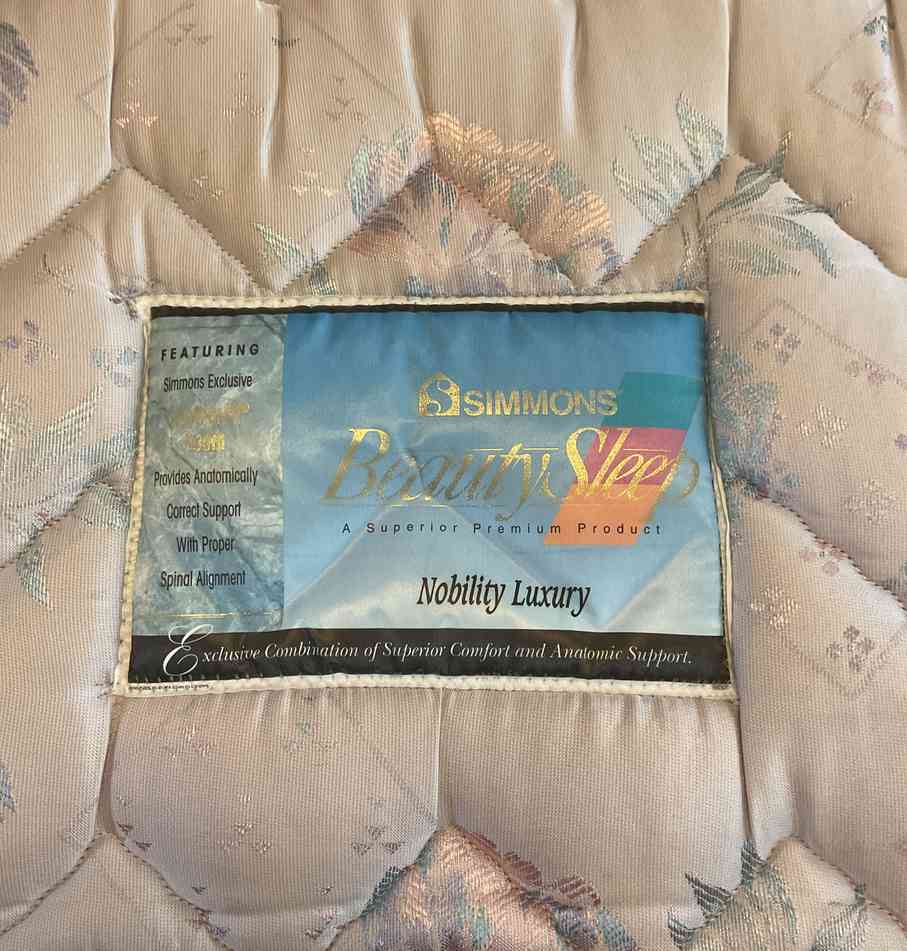 FEATURING
Simmons Exclusive
Provides Anatomically
Correct Support
With Proper
Spinal Alignment
SIMMONS
BeautySleep
A Superior Premium Product
Nobility Luxury
Exclusive Combination of Superior Comfort and Anatomic Support.